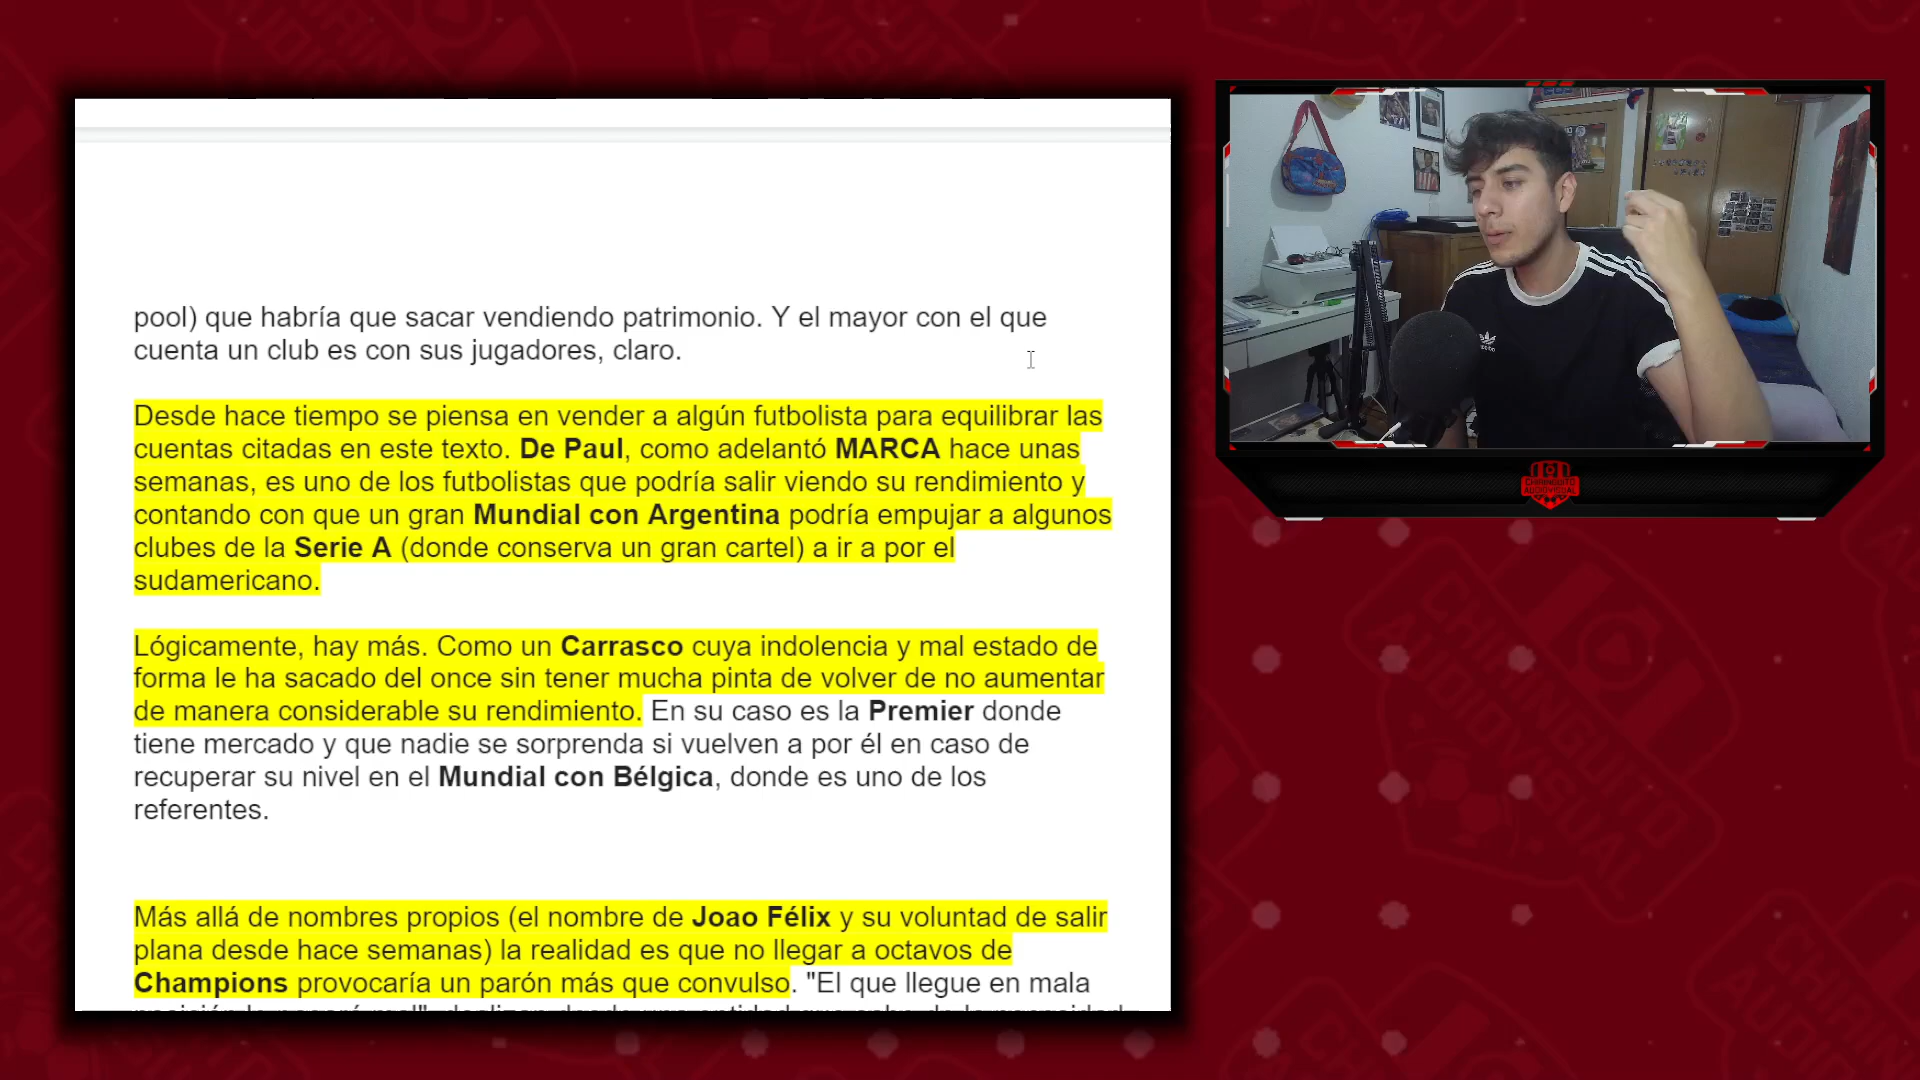 pool) que habría que sacar vendiendo patrimonio. Y el mayor con el que
cuenta un club es con sus jugadores, claro.
Desde hace tiempo se piensa en vender a algún futbolista para equilibrar las
cuentas citadas en este texto. De Paul, como adelantó MARCA hace unas
semanas, es uno de los futbolistas que podría salir viendo su rendimiento y
contando con que un gran Mundial con Argentina podría empujar a algunos
clubes de la Serie A (donde conserva un gran cartel) a ir a por el
sudamericano.
Lógicamente, hay más. Como un Carrasco cuya indolencia y mal estado de
forma le ha sacado del once sin tener mucha pinta de volver de no aumentar
de manera considerable su rendimiento. En su caso es la Premier donde
tiene mercado y que nadie se sorprenda si vuelven a por él en caso de
recuperar su nivel en el Mundial con Bélgica, donde es uno de los
referentes.
Más allá de nombres propios (el nombre de Joao Félix y su voluntad de salir
plana desde hace semanas) la realidad es que no llegar a octavos de
Champions provocaría un parón más que convulso. "El que llegue en mala
CHIRINGUITO
AUDIOVISUAL